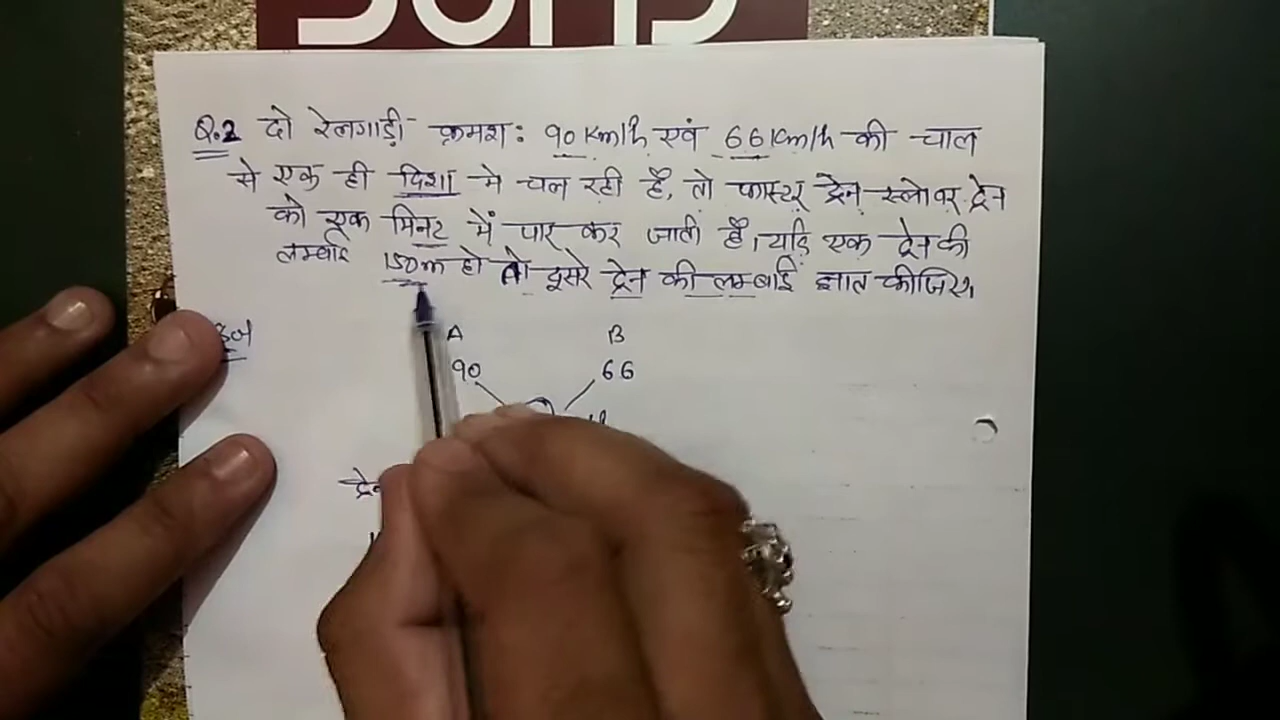 Q.2 दो रेलगाड़ी क्रमशः 90 Km/h एवं 66 Km/h की चाल
से एक ही दिशा मे चल रही है, तो फास्टर ट्रेन स्लोवर ट्रेन
को एक मिनट में पार कर जाती है। यदि एक ट्रेन की
लम्बाई 150m हो तो दूसरे ट्रेन की लम्बाई ज्ञात कीजिए।
A B
90 66